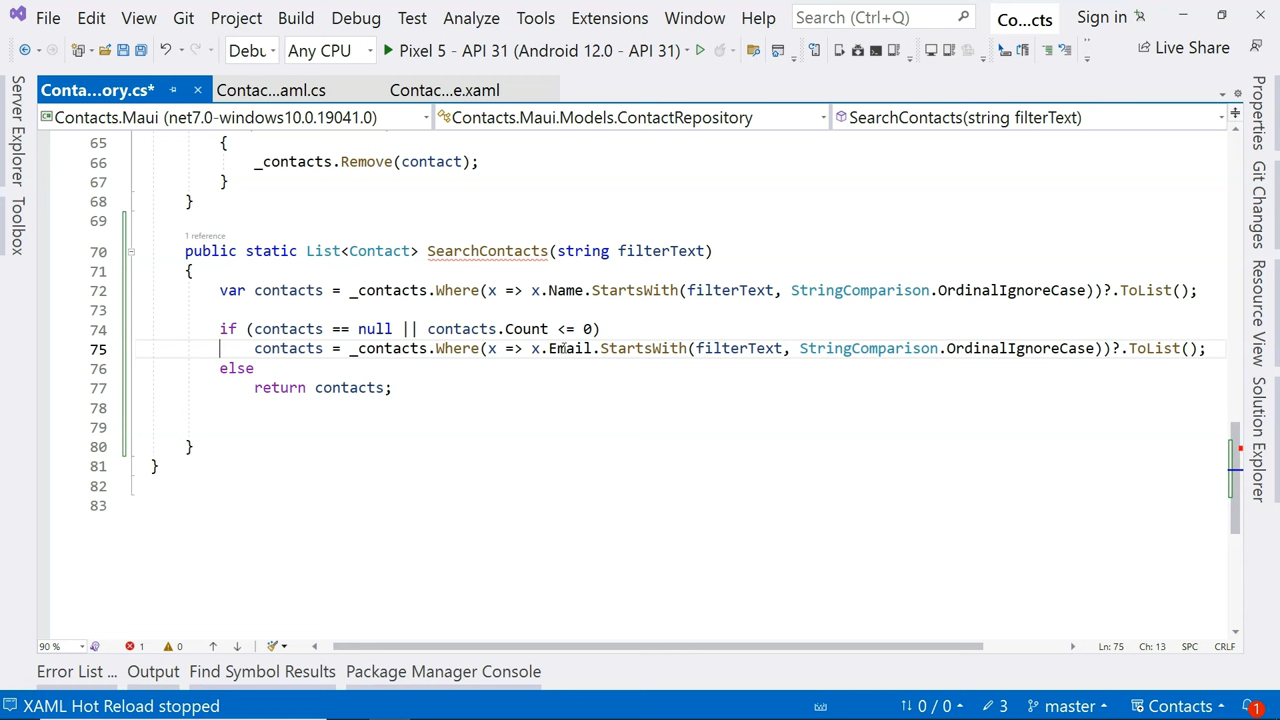 File Edit View Git Project Build Debug Test Analyze Tools Extensions Window Help Search (Ctrl+Q) Co...cts Sign in
Debu Any CPU Pixel 5 - API 31 (Android 12.0 - API 31) Live Share
Conta...ory.cs* Contac...aml.cs Contac...e.xaml
Contacts.Maui (net7.0-windows10.0.19041.0) Contacts.Maui.Models.ContactRepository SearchContacts(string filterText)
Server Explorer
Toolbox
65 {
66 _contacts.Remove(contact);
67 }
68 }
69
1 reference
70 public static List<Contact> SearchContacts(string filterText)
71 {
72 var contacts = _contacts.Where(x => x.Name.StartsWith(filterText, StringComparison.OrdinalIgnoreCase))?.ToList();
73
74 if (contacts == null || contacts.Count <= 0)
75 contacts = _contacts.Where(x => x.Email.StartsWith(filterText, StringComparison.OrdinalIgnoreCase))?.ToList();
76 else
77 return contacts;
78
79
80 }
81 }
82
83
Properties
Git Changes
Resource View
Solution Explorer
90 % 1 0 Ln: 75 Ch: 13 SPC CRLF
Error List ... Output Find Symbol Results Package Manager Console
XAML Hot Reload stopped 0 / 0 3 master Contacts 1